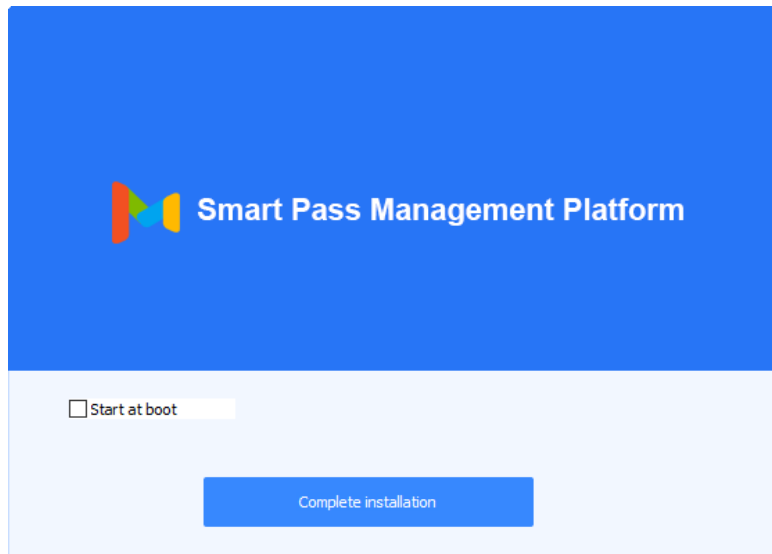 Smart Pass Management Platform
Start at boot
Complete installation